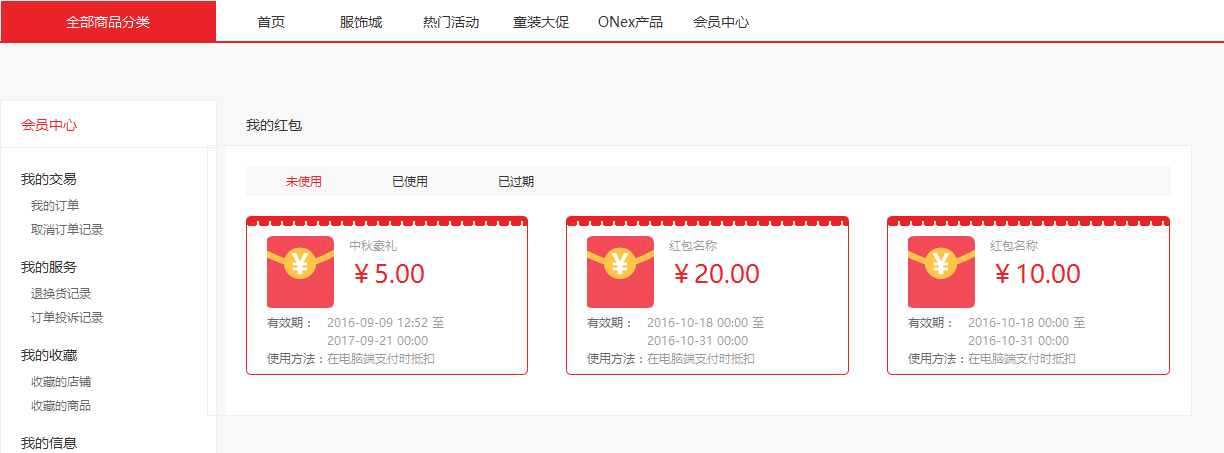 全部商品分类 首页 服饰城 热门活动 童装大促 ONex产品 会员中心
会员中心
我的交易
我的订单
取消订单记录
我的服务
退换货记录
订单投诉记录
我的收藏
收藏的店铺
收藏的商品
我的信息
我的红包
未使用 已使用 已过期
中秋豪礼
¥5.00
有效期： 2016-09-09 12:52 至
2017-09-21 00:00
使用方法：在电脑端支付时抵扣
红包名称
¥20.00
有效期： 2016-10-18 00:00 至
2016-10-31 00:00
使用方法：在电脑端支付时抵扣
红包名称
¥10.00
有效期： 2016-10-18 00:00 至
2016-10-31 00:00
使用方法：在电脑端支付时抵扣